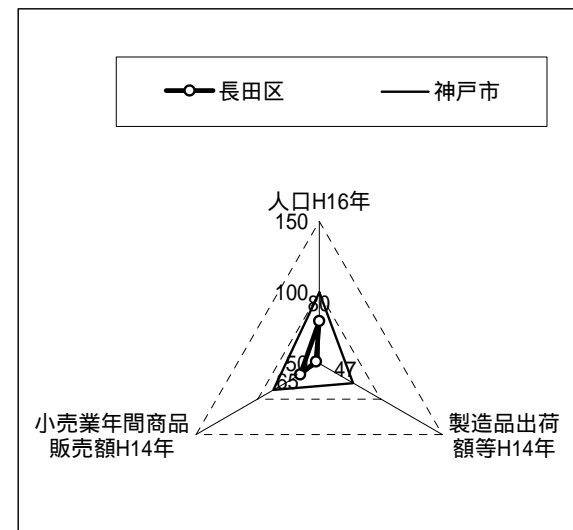 長田区 神戸市
人口H16年
150
100
80
50
47
65
小売業年間商品
販売額H14年
製造品出荷
額等H14年